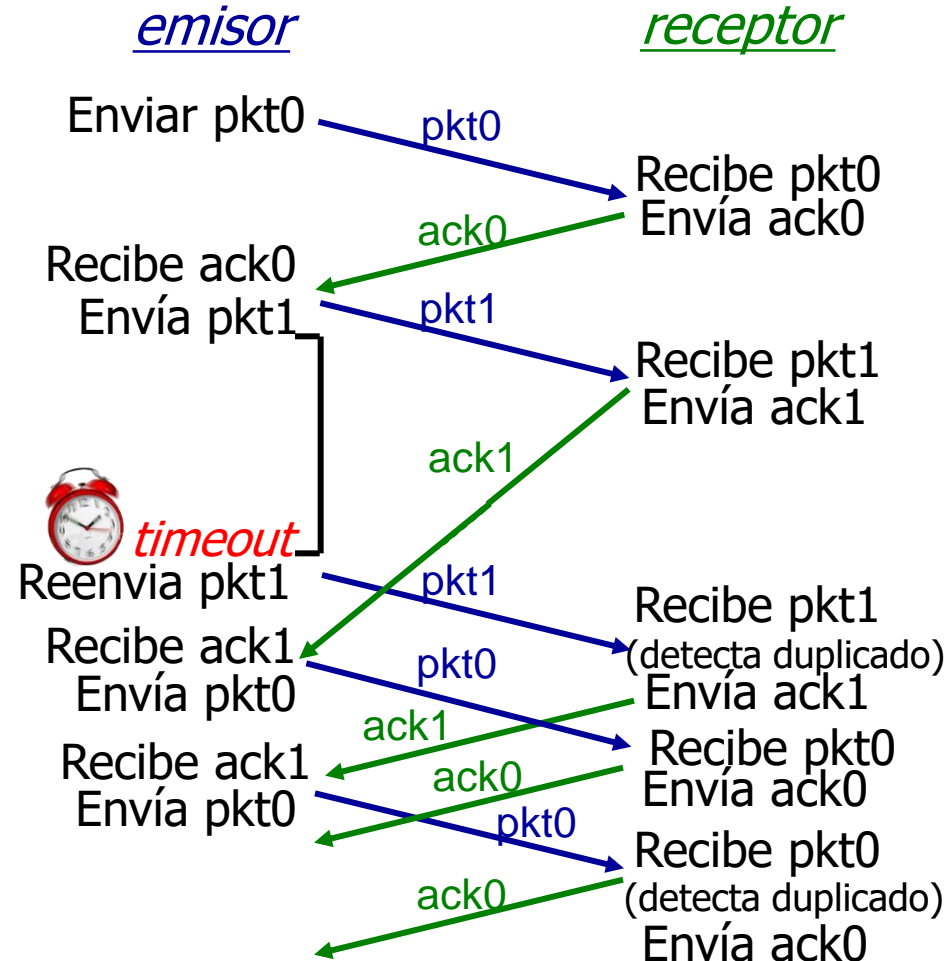 emisor
receptor
Enviar pkt0
pkt0
Recibe pkt0
Envía ack0
ack0
Recibe ack0
Envía pkt1
pkt1
Recibe pkt1
Envía ack1
ack1
timeout
Reenvia pkt1
pkt1
Recibe pkt1
(detecta duplicado)
Envía ack1
Recibe ack1
Envía pkt0
pkt0
ack1
Recibe pkt0
Envía ack0
Recibe ack1
Envía pkt0
ack0
pkt0
Recibe pkt0
(detecta duplicado)
Envía ack0
ack0